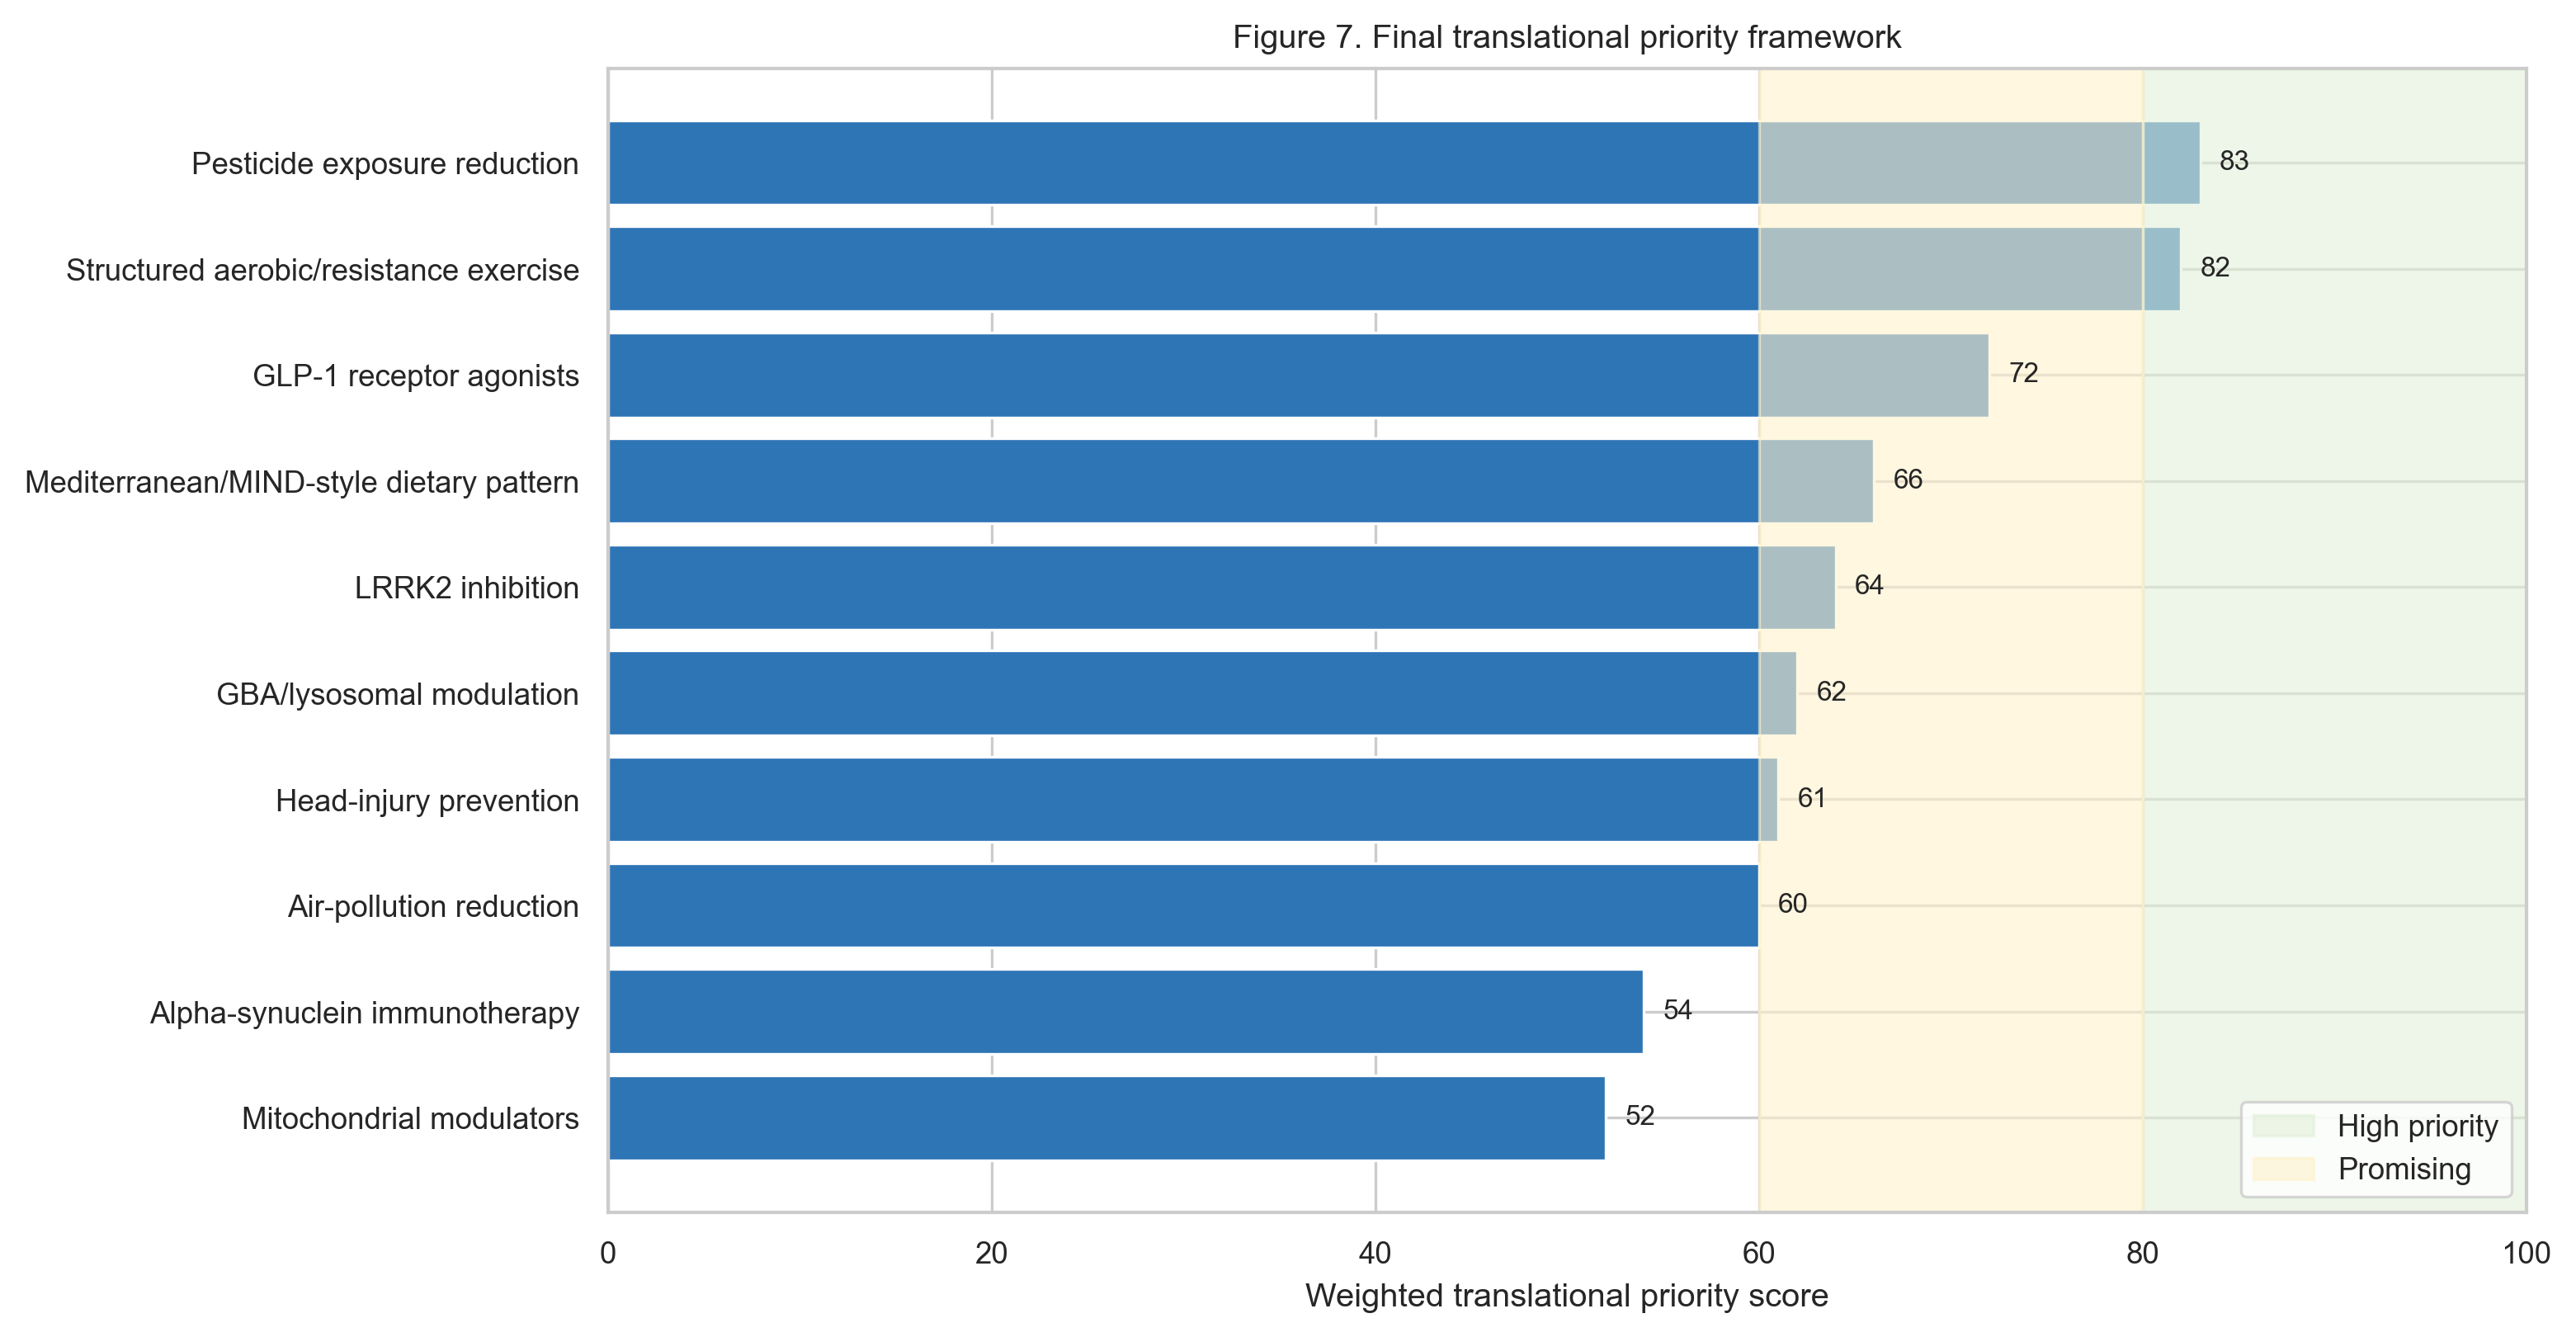 Figure 7. Final translational priority framework
Pesticide exposure reduction
83
Structured aerobic/resistance exercise
82
GLP-1 receptor agonists
72
Mediterranean/MIND-style dietary pattern
66
LRRK2 inhibition
64
GBA/lysosomal modulation
62
Head-injury prevention
61
Air-pollution reduction
60
Alpha-synuclein immunotherapy
54
Mitochondrial modulators
52
High priority
Promising
0 20 40 60 80 100
Weighted translational priority score